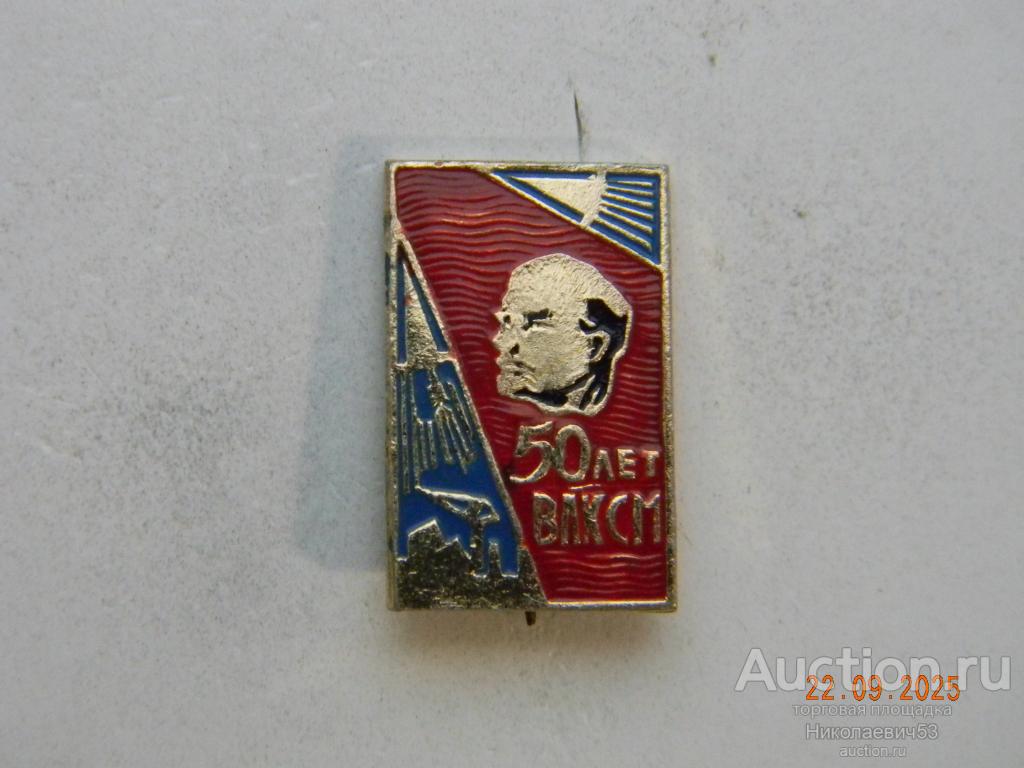 50 ЛЕТ
ВЛКСМ
Auction.ru
22.09.2025
торговая площадка
Николаевич53
auction.ru